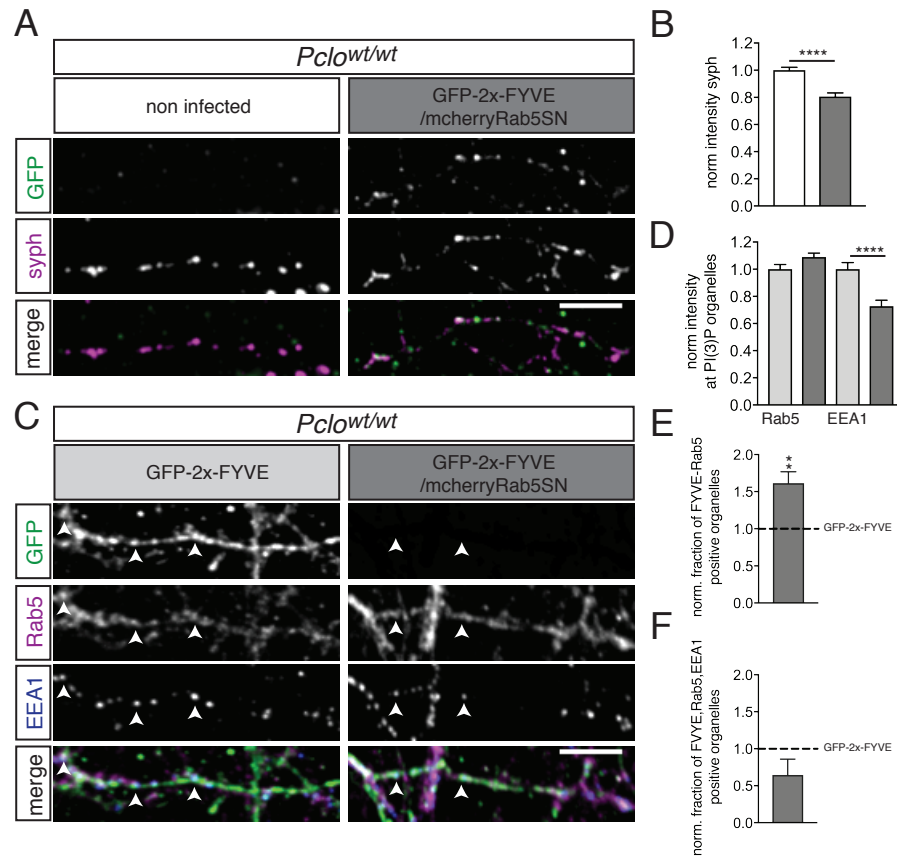 A
Pclowt/wt
non infected
GFP-2x-FYVE
/mcherryRab5SN
GFP
syph
merge
B
norm intensity syph
1.2
1.0
0.8
0.6
0.4
0.2
0.0
****
D
norm intensity
at PI(3)P organelles
1.2
1.0
0.8
0.6
0.4
0.2
0.0
****
Rab5 EEA1
C
Pclowt/wt
GFP-2x-FYVE
GFP-2x-FYVE
/mcherryRab5SN
GFP
Rab5
EEA1
merge
E
norm. fraction of FYVE-Rab5
positive organelles
2.0
1.5
1.0
0.5
0.0
**
GFP-2x-FYVE
F
norm. fraction of FVYE,Rab5,EEA1
positive organelles
2.0
1.5
1.0
0.5
0.0
GFP-2x-FYVE